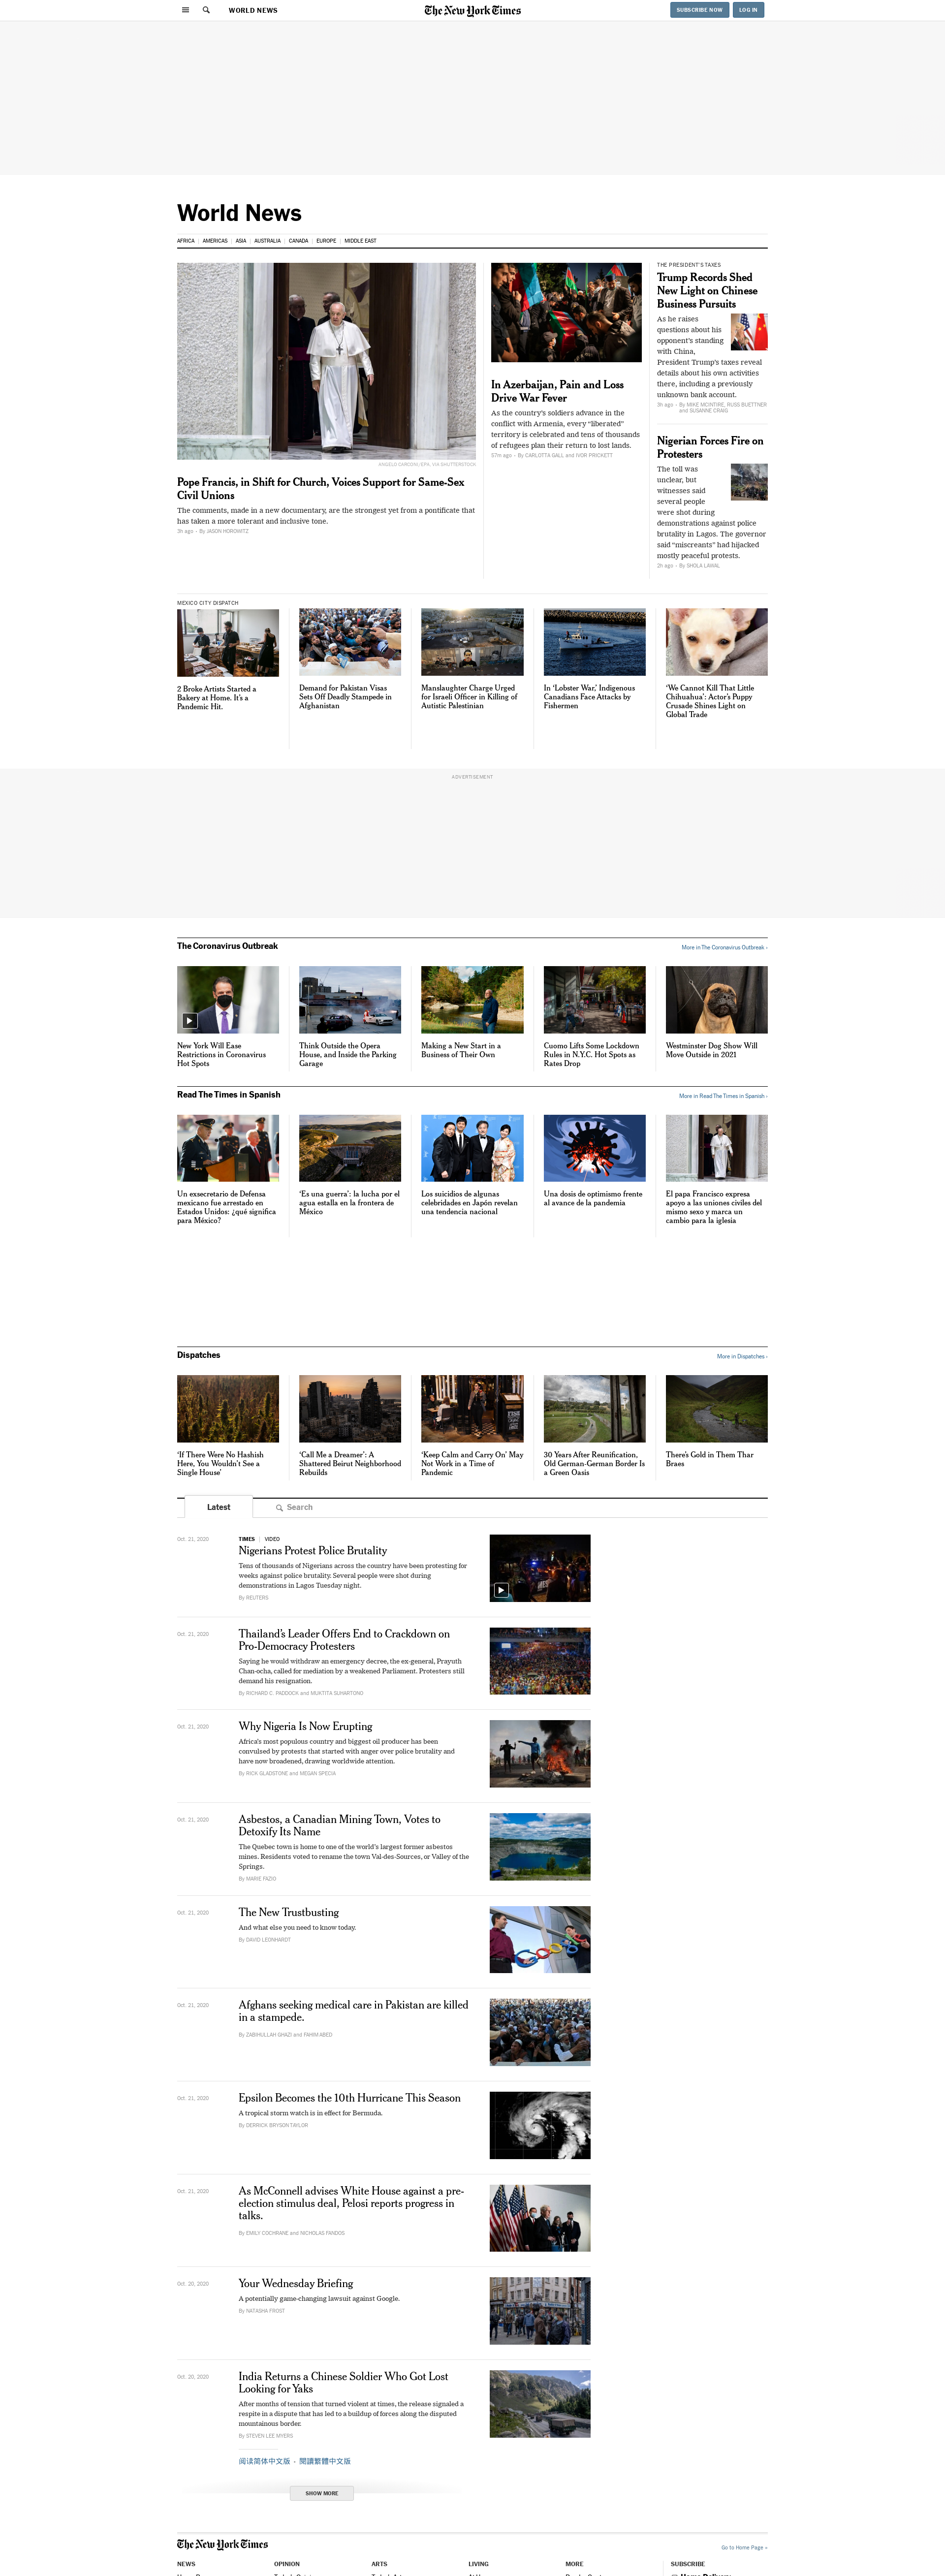 WORLD NEWS
The New York Times
SUBSCRIBE NOW
LOG IN
World News
AFRICA
AMERICAS
ASIA
AUSTRALIA
CANADA
EUROPE
MIDDLE EAST
ANGELO CARCONI/EPA, VIA SHUTTERSTOCK
Pope Francis, in Shift for Church, Voices Support for Same-Sex
Civil Unions
The comments, made in a new documentary, are the strongest yet from a pontificate that
has taken a more tolerant and inclusive tone.
3h ago - By JASON HOROWITZ
In Azerbaijan, Pain and Loss
Drive War Fever
As the country's soldiers advance in the
conflict with Armenia, every “liberated”
territory is celebrated and tens of thousands
of refugees plan their return to lost lands.
57m ago - By CARLOTTA GALL and IVOR PRICKETT
THE PRESIDENT'S TAXES
Trump Records Shed
New Light on Chinese
Business Pursuits
As he raises
questions about his
opponent's standing
with China,
President Trump's taxes reveal
details about his own activities
there, including a previously
unknown bank account.
3h ago - By MIKE MCINTIRE, RUSS BUETTNER
and SUSANNE CRAIG
Nigerian Forces Fire on
Protesters
The toll was
unclear, but
witnesses said
several people
were shot during
demonstrations against police
brutality in Lagos. The governor
said “miscreants” had hijacked
mostly peaceful protests.
2h ago - By SHOLA LAWAL
MEXICO CITY DISPATCH
2 Broke Artists Started a
Bakery at Home. It's a
Pandemic Hit.
Demand for Pakistan Visas
Sets Off Deadly Stampede in
Afghanistan
Manslaughter Charge Urged
for Israeli Officer in Killing of
Autistic Palestinian
In ‘Lobster War,’ Indigenous
Canadians Face Attacks by
Fishermen
‘We Cannot Kill That Little
Chihuahua’: Actor's Puppy
Crusade Shines Light on
Global Trade
ADVERTISEMENT
The Coronavirus Outbreak
More in The Coronavirus Outbreak ›
New York Will Ease
Restrictions in Coronavirus
Hot Spots
Think Outside the Opera
House, and Inside the Parking
Garage
Making a New Start in a
Business of Their Own
Cuomo Lifts Some Lockdown
Rules in N.Y.C. Hot Spots as
Rates Drop
Westminster Dog Show Will
Move Outside in 2021
Read The Times in Spanish
More in Read The Times in Spanish ›
Un exsecretario de Defensa
mexicano fue arrestado en
Estados Unidos: ¿qué significa
para México?
‘Es una guerra’: la lucha por el
agua estalla en la frontera de
México
Los suicidios de algunas
celebridades en Japón revelan
una tendencia nacional
Una dosis de optimismo frente
al avance de la pandemia
El papa Francisco expresa
apoyo a las uniones civiles del
mismo sexo y marca un
cambio para la iglesia
Dispatches
More in Dispatches ›
‘If There Were No Hashish
Here, You Wouldn't See a
Single House’
‘Call Me a Dreamer’: A
Shattered Beirut Neighborhood
Rebuilds
‘Keep Calm and Carry On’ May
Not Work in a Time of
Pandemic
30 Years After Reunification,
Old German-German Border Is
a Green Oasis
There's Gold in Them Thar
Braes
Latest
Search
Oct. 21, 2020
TIMES | VIDEO
Nigerians Protest Police Brutality
Tens of thousands of Nigerians across the country have been protesting for
weeks against police brutality. Several people were shot during
demonstrations in Lagos Tuesday night.
By REUTERS
Oct. 21, 2020
Thailand's Leader Offers End to Crackdown on
Pro-Democracy Protesters
Saying he would withdraw an emergency decree, the ex-general, Prayuth
Chan-ocha, called for mediation by a weakened Parliament. Protesters still
demand his resignation.
By RICHARD C. PADDOCK and MUKTITA SUHARTONO
Oct. 21, 2020
Why Nigeria Is Now Erupting
Africa's most populous country and biggest oil producer has been
convulsed by protests that started with anger over police brutality and
have now broadened, drawing worldwide attention.
By RICK GLADSTONE and MEGAN SPECIA
Oct. 21, 2020
Asbestos, a Canadian Mining Town, Votes to
Detoxify Its Name
The Quebec town is home to one of the world's largest former asbestos
mines. Residents voted to rename the town Val-des-Sources, or Valley of the
Springs.
By MARIE FAZIO
Oct. 21, 2020
The New Trustbusting
And what else you need to know today.
By DAVID LEONHARDT
Oct. 21, 2020
Afghans seeking medical care in Pakistan are killed
in a stampede.
By ZABIHULLAH GHAZI and FAHIM ABED
Oct. 21, 2020
Epsilon Becomes the 10th Hurricane This Season
A tropical storm watch is in effect for Bermuda.
By DERRICK BRYSON TAYLOR
Oct. 21, 2020
As McConnell advises White House against a pre-
election stimulus deal, Pelosi reports progress in
talks.
By EMILY COCHRANE and NICHOLAS FANDOS
Oct. 20, 2020
Your Wednesday Briefing
A potentially game-changing lawsuit against Google.
By NATASHA FROST
Oct. 20, 2020
India Returns a Chinese Soldier Who Got Lost
Looking for Yaks
After months of tension that turned violent at times, the release signaled a
respite in a dispute that has led to a buildup of forces along the disputed
mountainous border.
By STEVEN LEE MYERS
阅读简体中文版 · 閱讀繁體中文版
SHOW MORE
The New York Times
Go to Home Page »
NEWS
OPINION
ARTS
LIVING
MORE
SUBSCRIBE